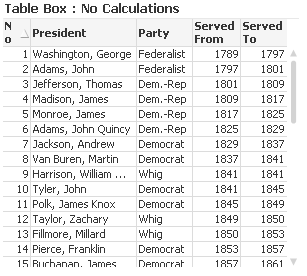 Table Box : No Calculations
No President Party Served From Served To
1 Washington, George Federalist 1789 1797
2 Adams, John Federalist 1797 1801
3 Jefferson, Thomas Dem.-Rep 1801 1809
4 Madison, James Dem.-Rep 1809 1817
5 Monroe, James Dem.-Rep 1817 1825
6 Adams, John Quincy Dem.-Rep 1825 1829
7 Jackson, Andrew Democrat 1829 1837
8 Van Buren, Martin Democrat 1837 1841
9 Harrison, William ... Whig 1841 1841
10 Tyler, John Whig 1841 1845
11 Polk, James Knox Democrat 1845 1849
12 Taylor, Zachary Whig 1849 1850
13 Fillmore, Millard Whig 1850 1853
14 Pierce, Franklin Democrat 1853 1857
15 Buchanan, James Democrat 1857 1861